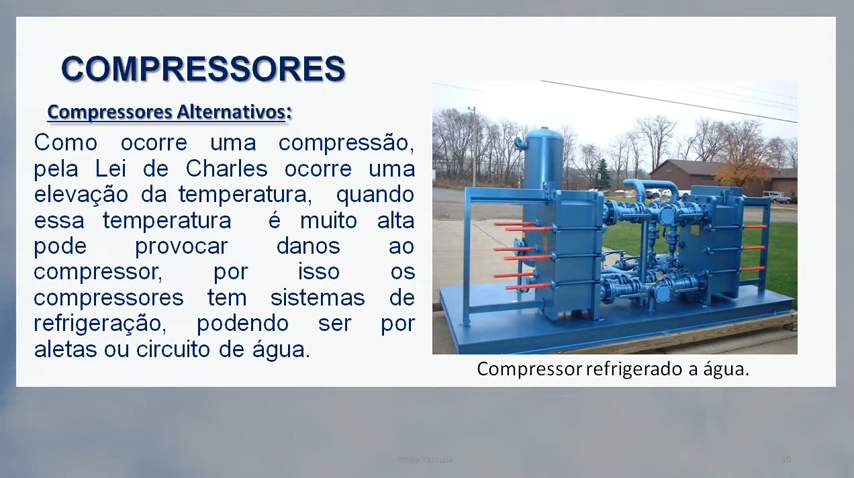 COMPRESSORES
Compressores Alternativos:
Como ocorre uma compressão,
pela Lei de Charles ocorre uma
elevação da temperatura, quando
essa temperatura é muito alta
pode provocar danos ao
compressor, por isso os
compressores tem sistemas de
refrigeração, podendo ser por
aletas ou circuito de água.
Compressor refrigerado a água.